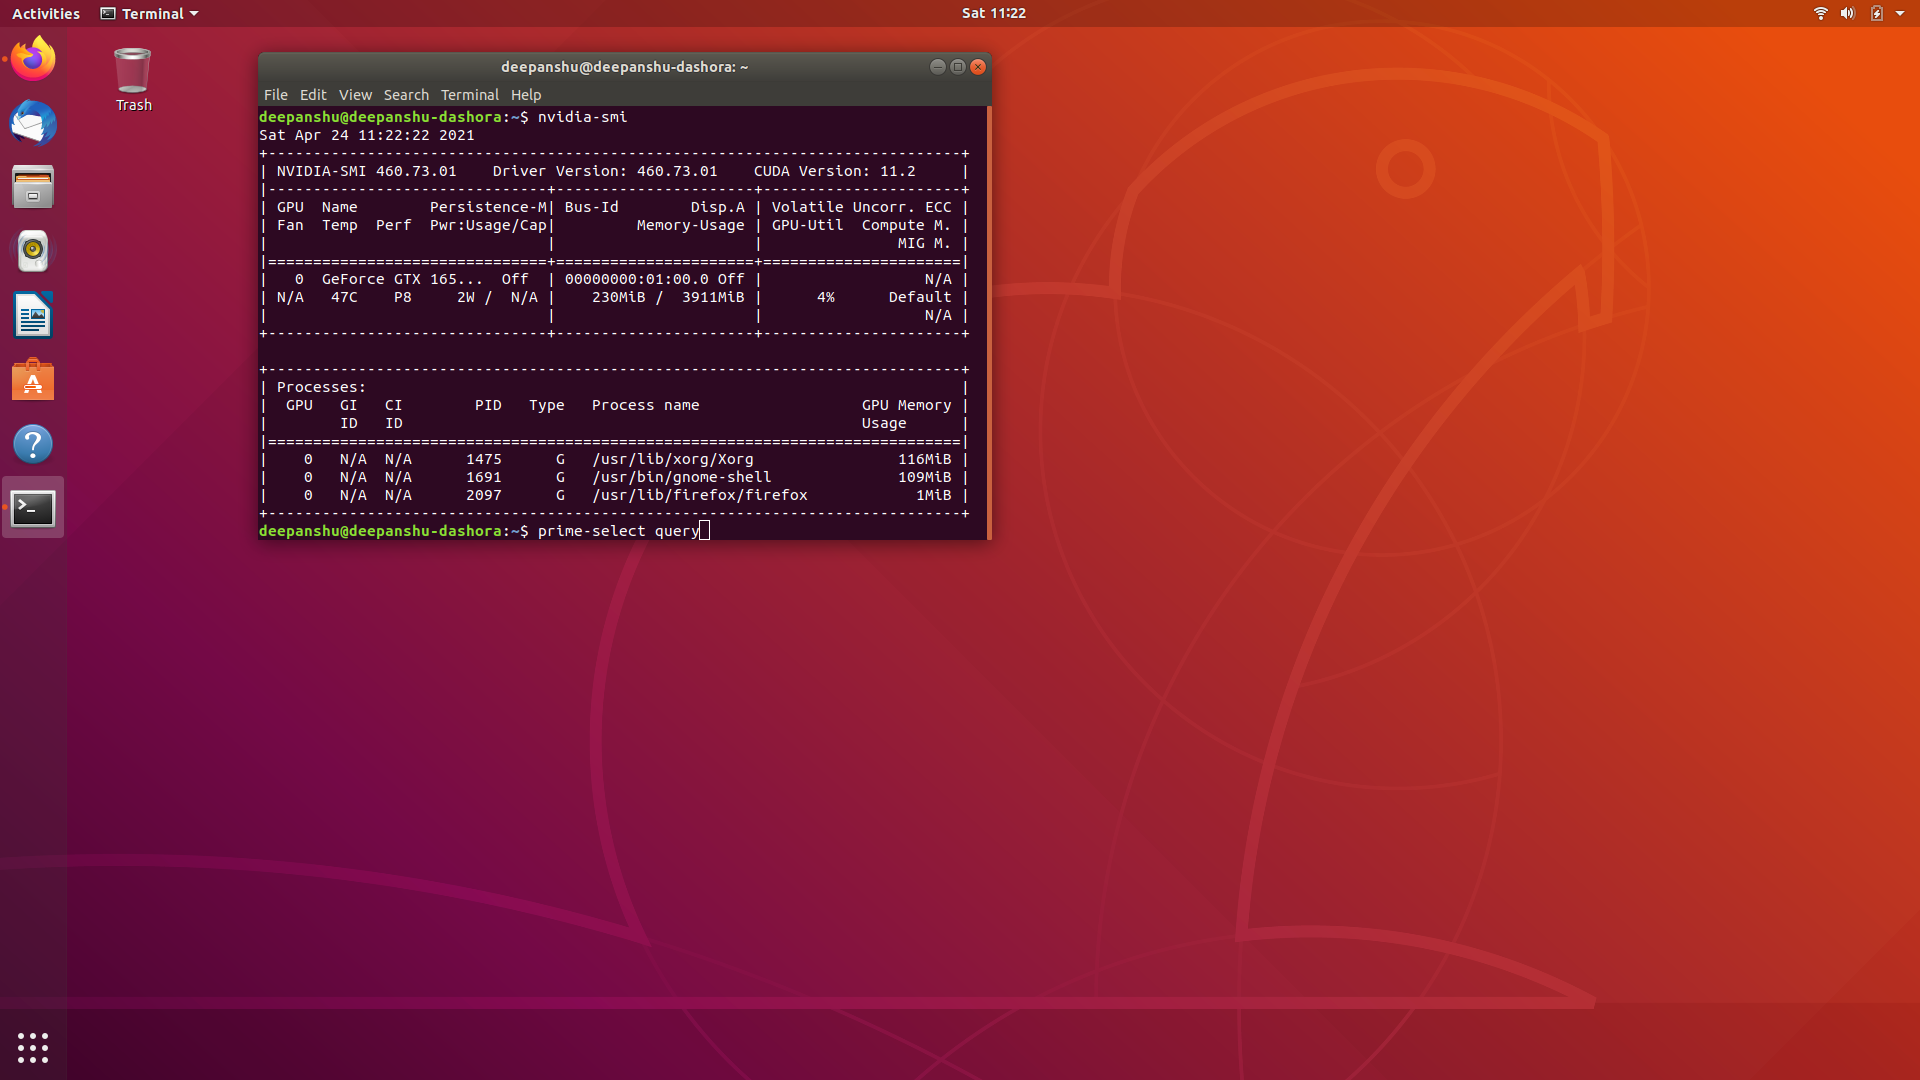 Activities Terminal Sat 11:22
Trash
deepanshu@deepanshu-dashora: ~
File Edit View Search Terminal Help
deepanshu@deepanshu-dashora:~$ nvidia-smi
Sat Apr 24 11:22:22 2021
+-----------------------------------------------------------------------------+
| NVIDIA-SMI 460.73.01    Driver Version: 460.73.01    CUDA Version: 11.2     |
|-------------------------------+----------------------+----------------------+
| GPU  Name        Persistence-M| Bus-Id        Disp.A | Volatile Uncorr. ECC |
| Fan  Temp  Perf  Pwr:Usage/Cap|         Memory-Usage | GPU-Util  Compute M. |
|                               |                      |               MIG M. |
|===============================+======================+======================|
|   0  GeForce GTX 165...  Off  | 00000000:01:00.0 Off |                  N/A |
| N/A   47C    P8     2W /  N/A |    230MiB /  3911MiB |      4%      Default |
|                               |                      |                  N/A |
+-------------------------------+----------------------+----------------------+
+-----------------------------------------------------------------------------+
| Processes:                                                                  |
|  GPU   GI   CI        PID   Type   Process name                  GPU Memory |
|        ID   ID                                                   Usage      |
|=============================================================================|
|    0   N/A  N/A      1475      G   /usr/lib/xorg/Xorg                116MiB |
|    0   N/A  N/A      1691      G   /usr/bin/gnome-shell              109MiB |
|    0   N/A  N/A      2097      G   /usr/lib/firefox/firefox            1MiB |
+-----------------------------------------------------------------------------+
deepanshu@deepanshu-dashora:~$ prime-select query